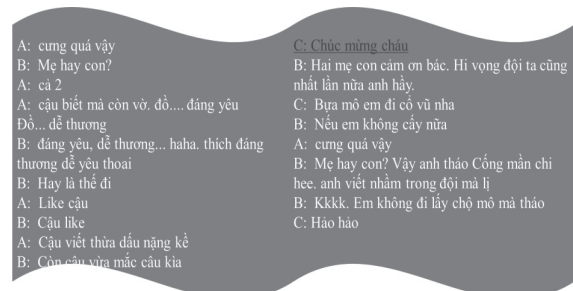 A: cưng quá vậy
B: Mẹ hay con?
A: cả 2
A: cậu biết mà còn vờ. đồ.... đáng yêu
Đồ... dễ thương
B: đáng yêu, dễ thương... haha. thích đáng
thương dễ yêu thoai
B: Hay là thế đi
A: Like cậu
B: Cậu like
A: Cậu viết thừa dấu nặng kề
B: Còn câu vừa mắc câu kìa
C: Chúc mừng cháu
B: Hai mẹ con cảm ơn bác. Hi vọng đội ta cũng
nhất lần nữa anh hầy.
C: Bựa mô em đi cổ vũ nha
B: Nếu em không cấy nữa
A: cưng quá vậy
B: Mẹ hay con? Vậy anh tháo Cống mần chi
hee. anh viết nhầm trong đội mà lị
B: Kkkk. Em không đi lấy chộ mô mà tháo
C: Hảo hảo